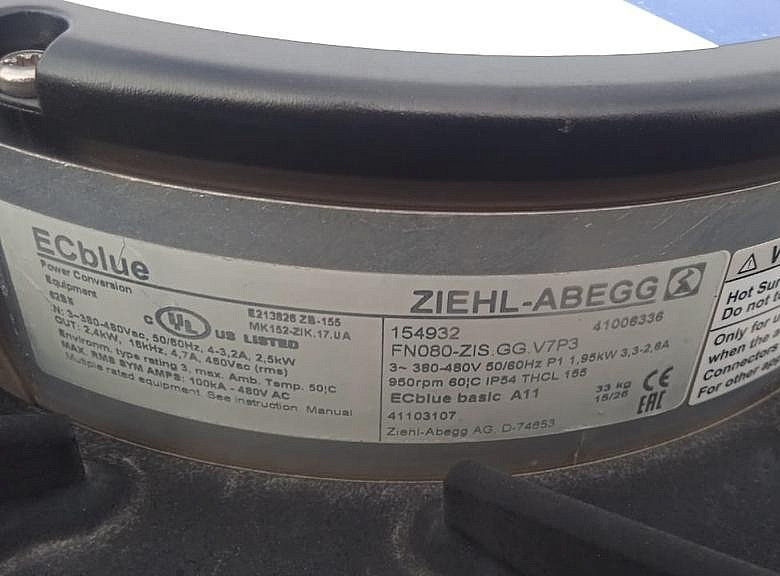 ECblue
Power Conversion
Equipment
C UL US LISTED
E213826 ZB-155
MK152-ZIK.17.UA
N: 3~380-480Vac, 50/60Hz, 4-3,2A, 2,5kW
OUT: 2,4kW, 16kHz, 4,7A, 450Vac (rms)
Environm. type rating 3, max. Amb. Temp. 50¦C
MAX. RMS SYM AMPS: 100kA - 480V AC
Mutiple rated equipment. See instruction Manual
ZIEHL-ABEGG
154932
41006336
FN080-ZIS.GG.V7P3
3~ 380-480V 50/60Hz P1 1,95kW 3,3-2,6A
950rpm 60¦C IP54 THCL 155
ECblue basic A11
33 kg
15/26
CE
EAC
41103107
Ziehl-Abegg AG. D-74653
Hot Sur
Do not
Only for u
when the
Connectors
For other app